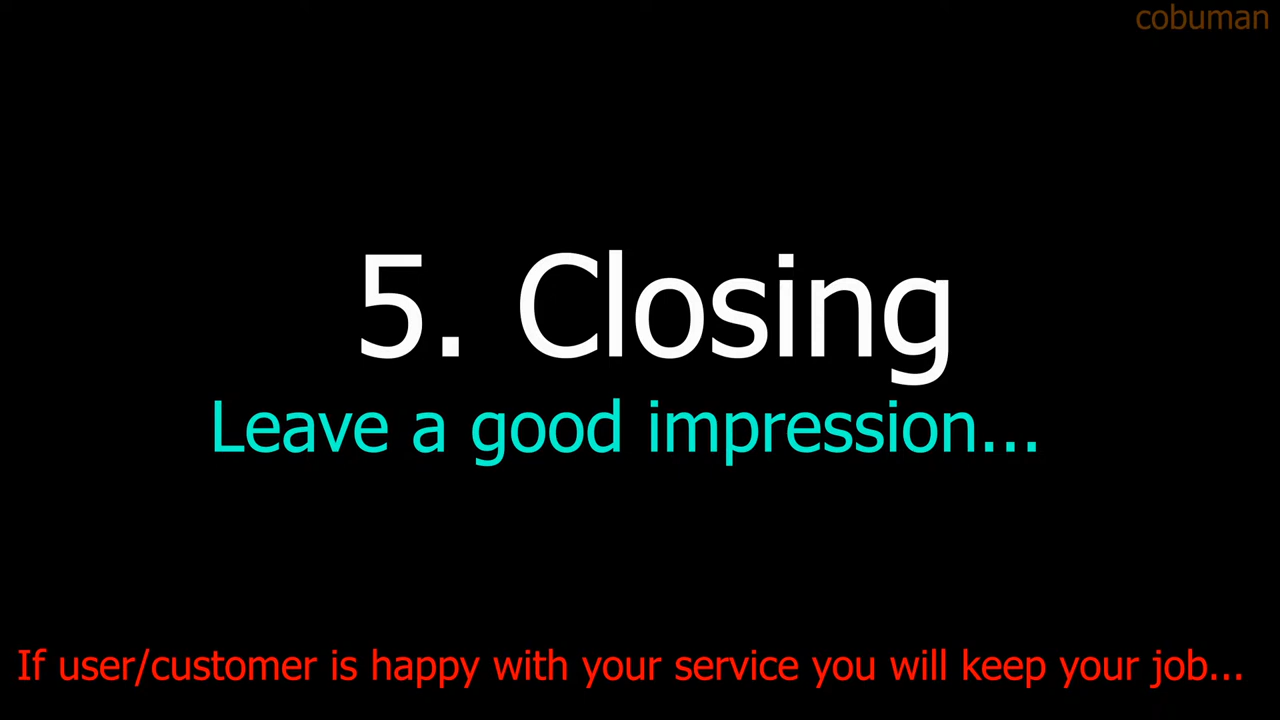 cobuman
5. Closing
Leave a good impression...
If user/customer is happy with your service you will keep your job...